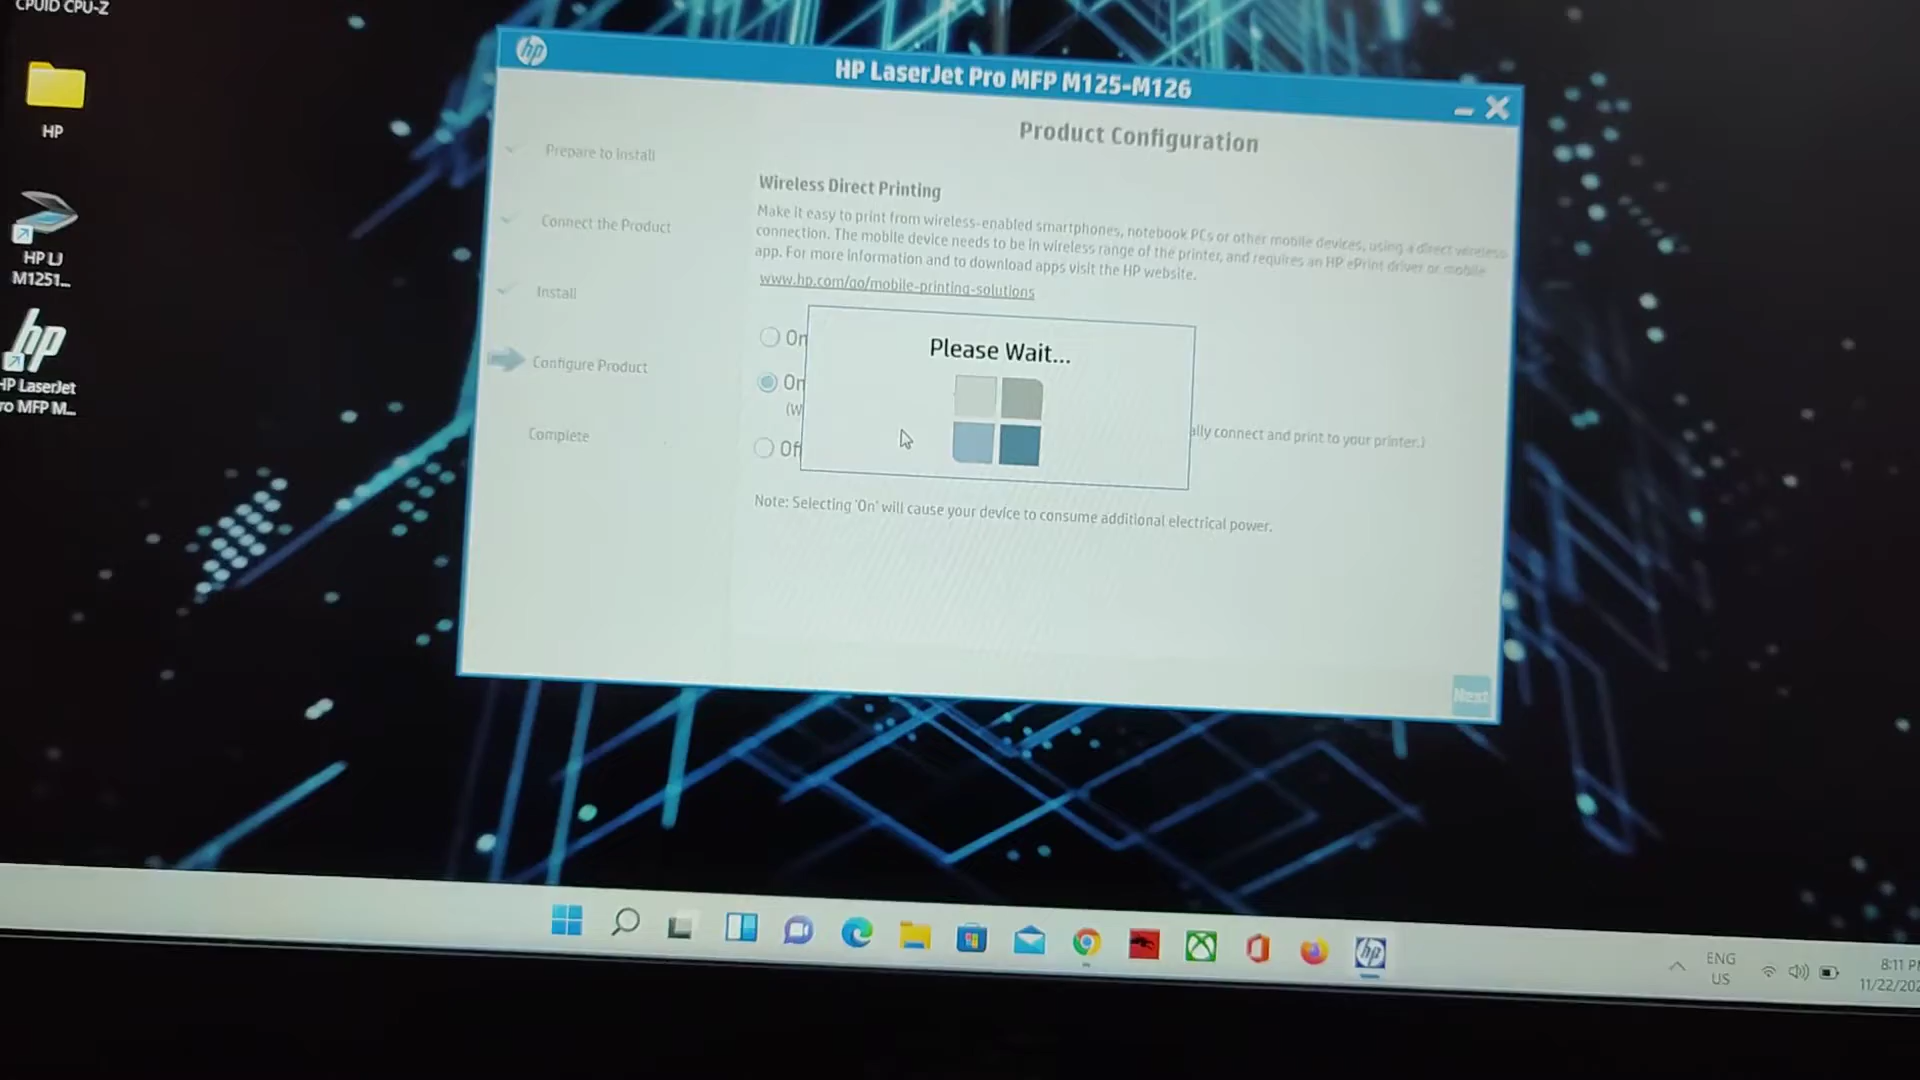 CPUID CPU-Z
HP
HP LJ
M1251...
hp
HP LaserJet
ro MFP M...
hp
HP LaserJet Pro MFP M125-M126
Product Configuration
Prepare to Install
Connect the Product
Install
Configure Product
Complete
Wireless Direct Printing
Make it easy to print from wireless-enabled smartphones, notebook PCs or other mobile devices, using a direct wireless
connection. The mobile device needs to be in wireless range of the printer, and requires an HP ePrint driver or mobile
app. For more information and to download apps visit the HP website.
www.hp.com/go/mobile-printing-solutions
On
On
(W
ally connect and print to your printer.)
Off
Please Wait...
Note: Selecting 'On' will cause your device to consume additional electrical power.
Next
hp
ENG
US
8:11 P
11/22/202